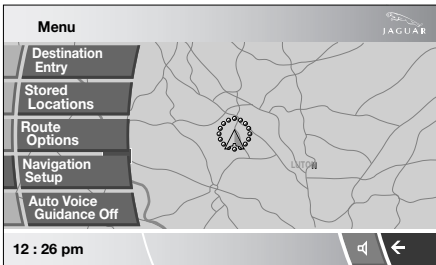 Menu
JAGUAR
Destination
Entry
Stored
Locations
Route
Options
LUTON
N
Navigation
Setup
Auto Voice
Guidance Off
12 : 26 pm